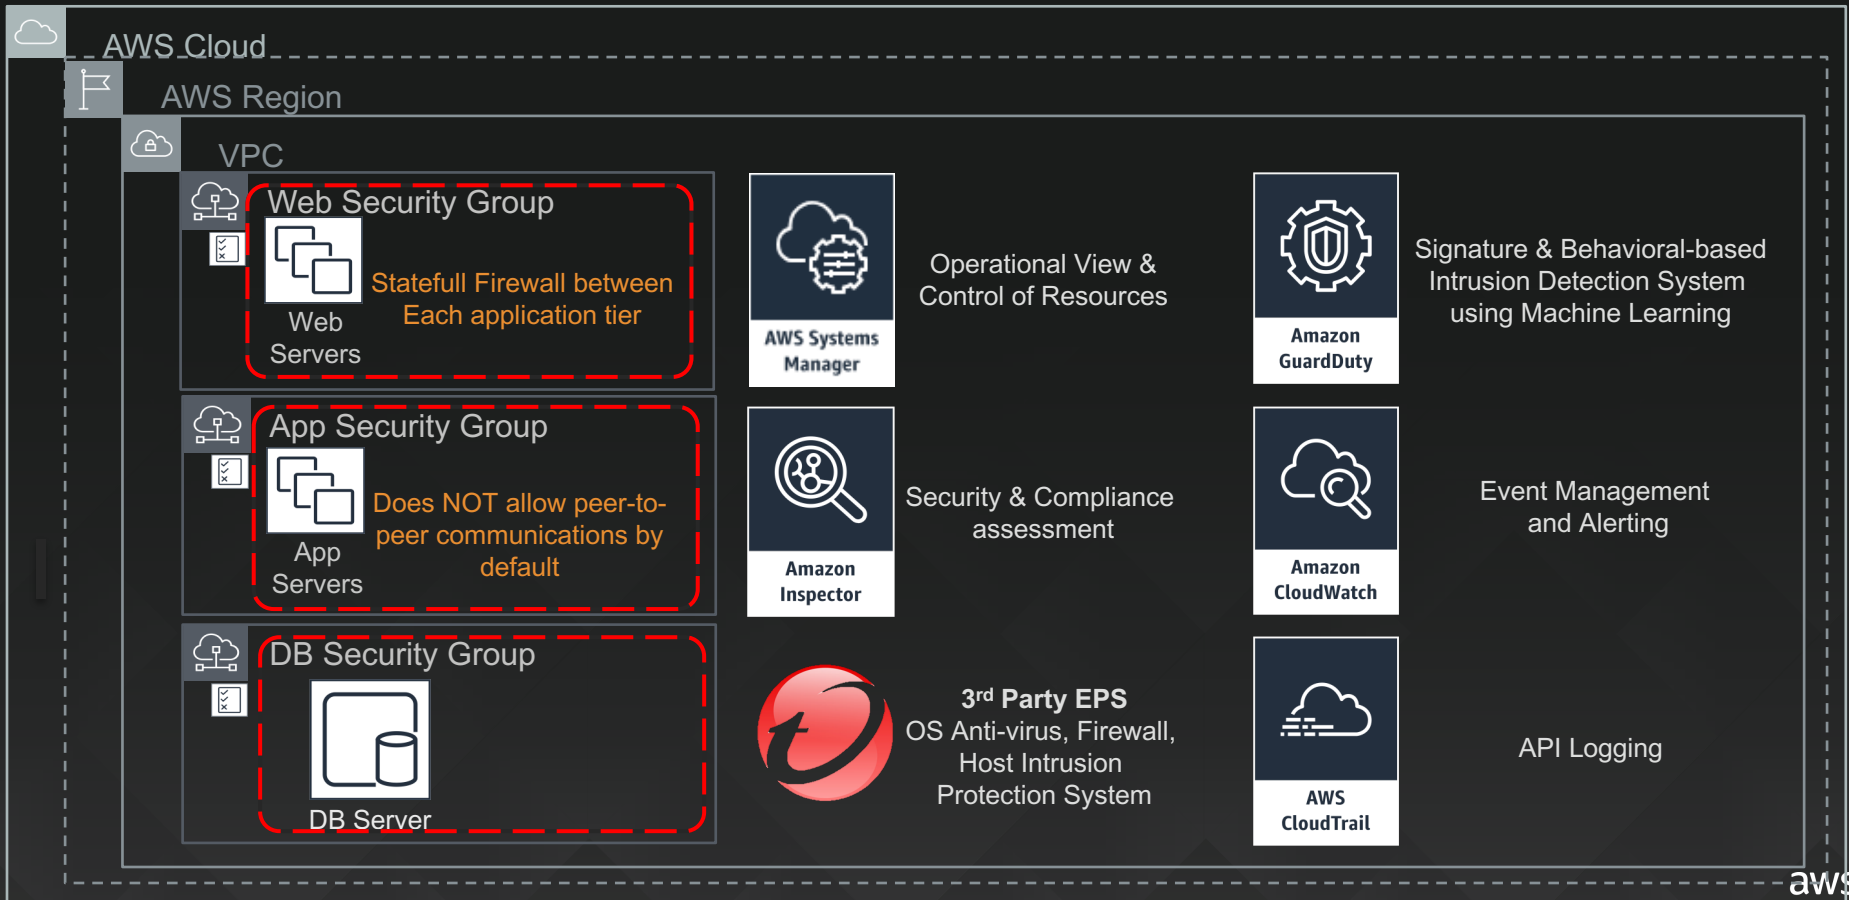 AWS Cloud
AWS Region
VPC
Web Security Group
Statefull Firewall between
Each application tier
Web
Servers
App Security Group
Does NOT allow peer-to-
peer communications by
default
App
Servers
DB Security Group
DB Server
AWS Systems
Manager
Operational View &
Control of Resources
Amazon
Inspector
Security & Compliance
assessment
3rd Party EPS
OS Anti-virus, Firewall,
Host Intrusion
Protection System
Amazon
GuardDuty
Signature & Behavioral-based
Intrusion Detection System
using Machine Learning
Amazon
CloudWatch
Event Management
and Alerting
AWS
CloudTrail
API Logging
aws